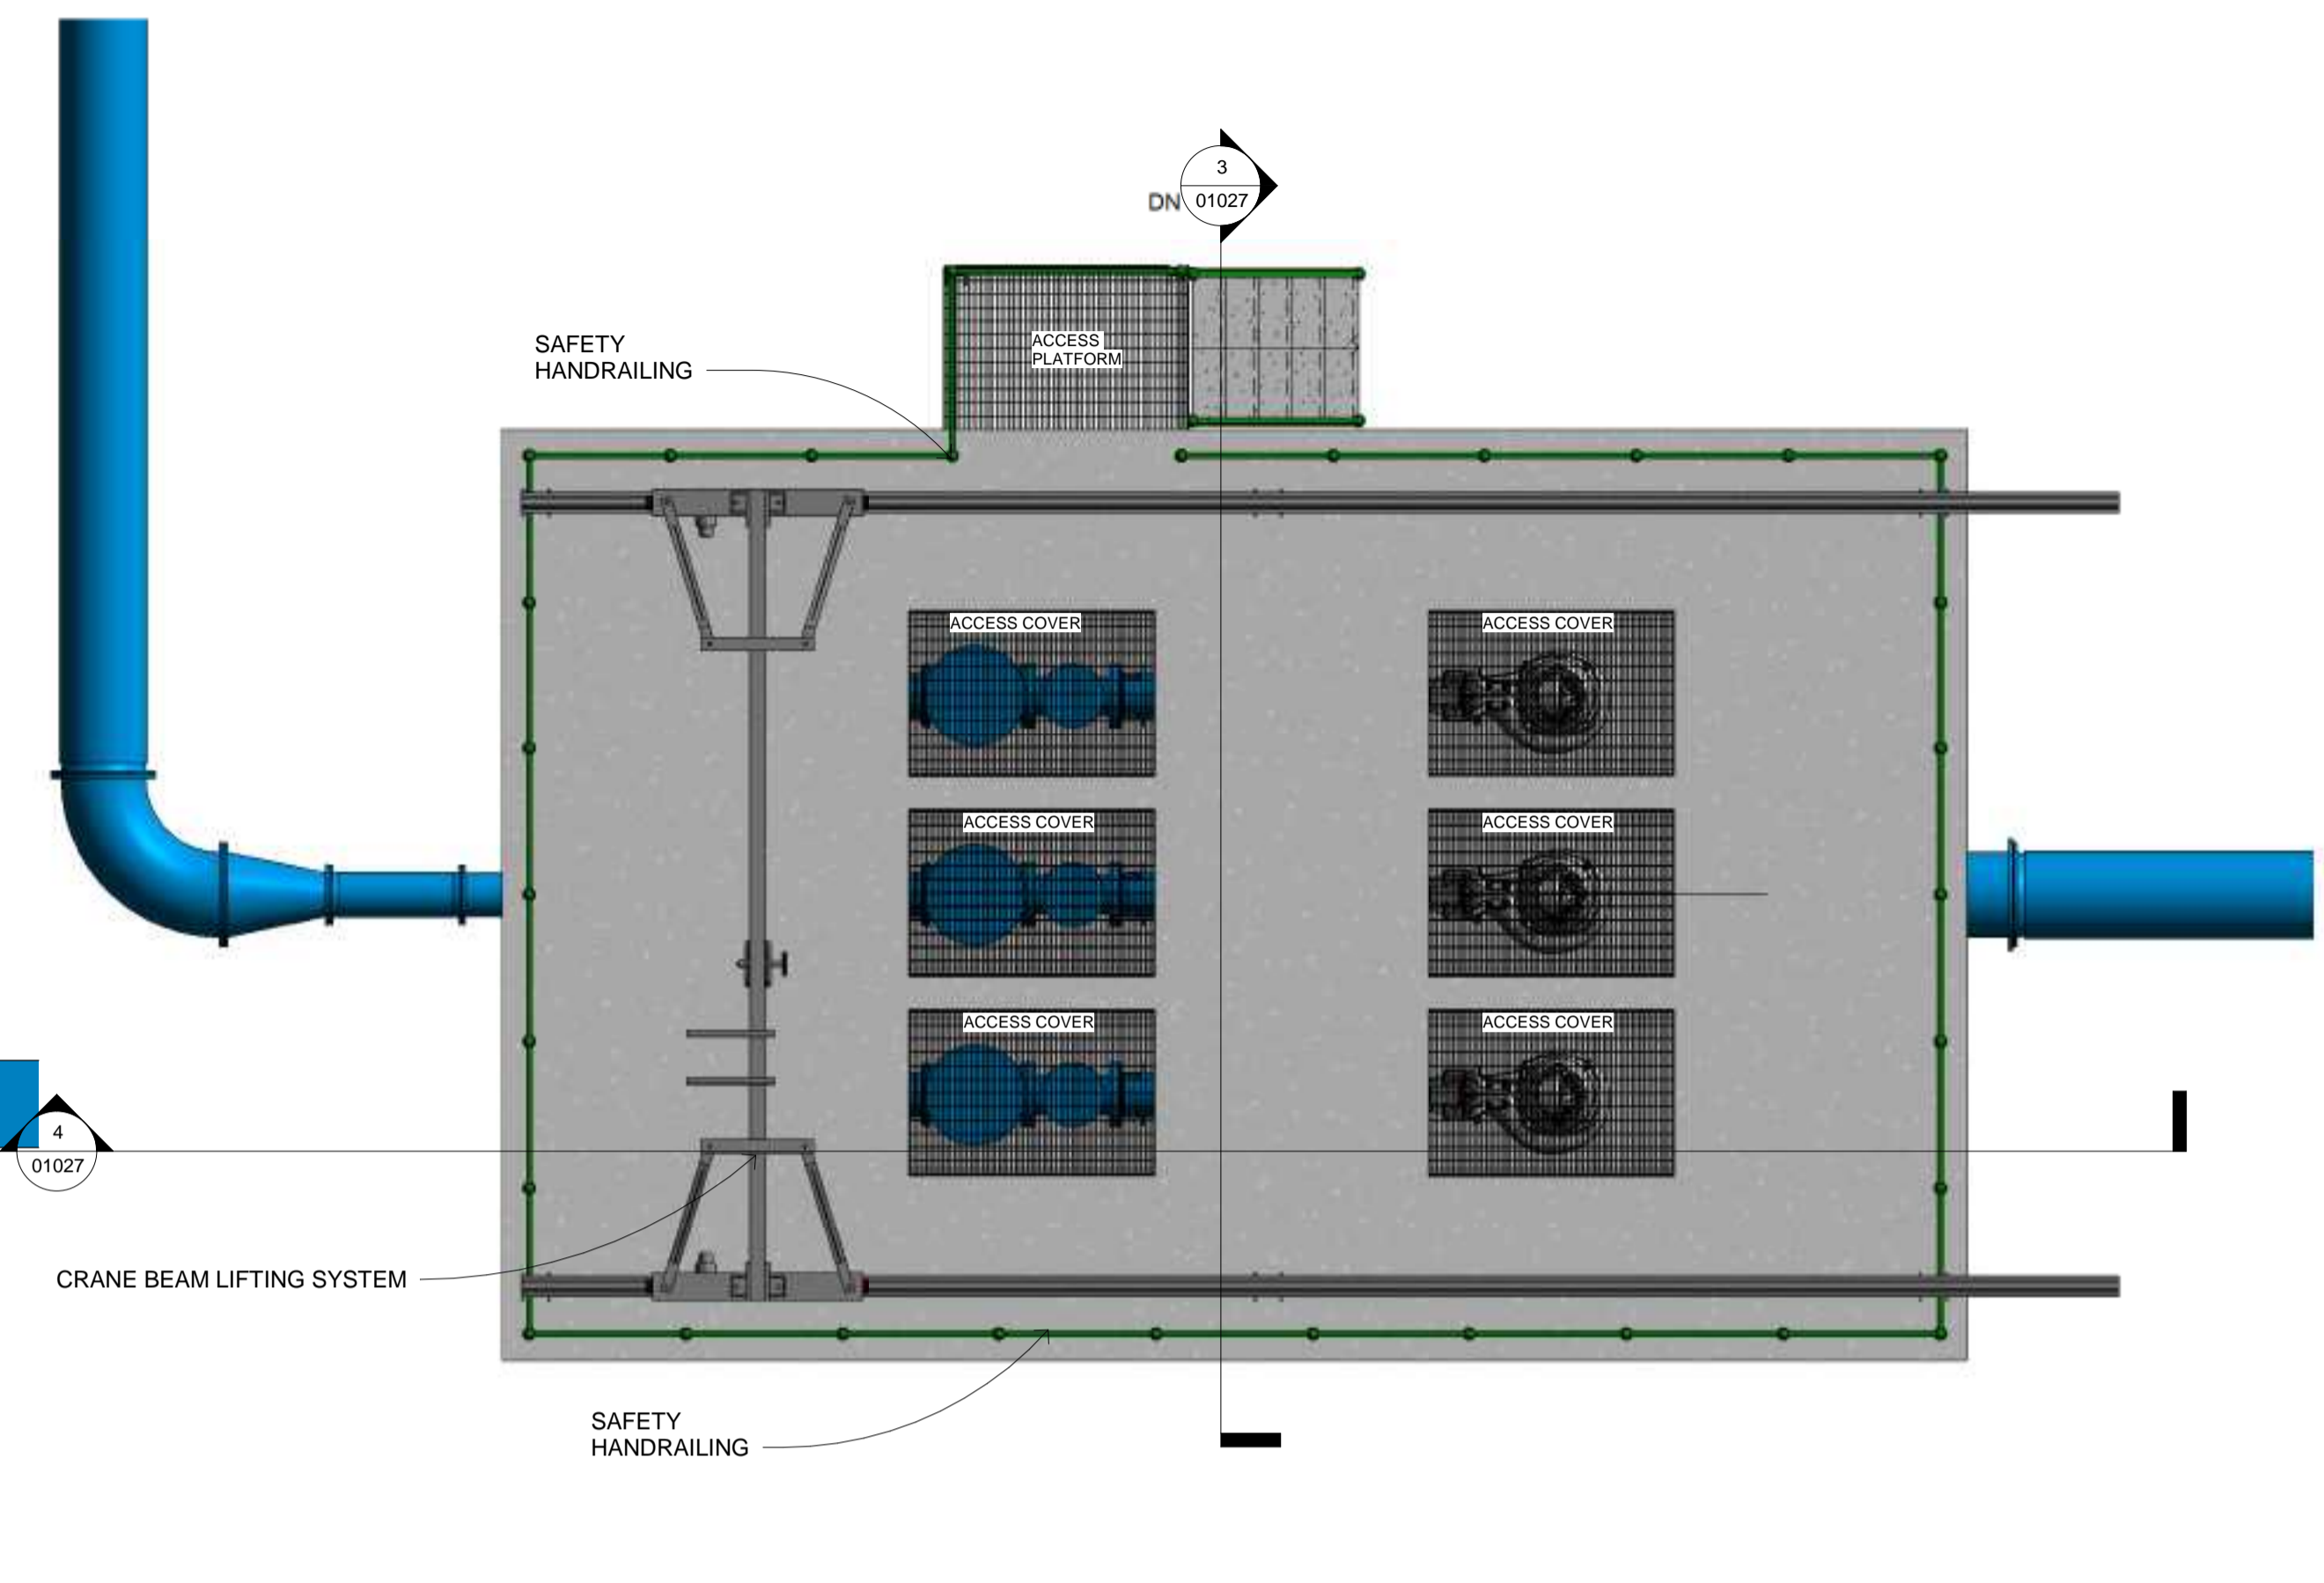 3
DN 01027
SAFETY
HANDRAILING
ACCESS
PLATFORM
ACCESS COVER
ACCESS COVER
ACCESS COVER
ACCESS COVER
ACCESS COVER
ACCESS COVER
4
01027
CRANE BEAM LIFTING SYSTEM
SAFETY
HANDRAILING